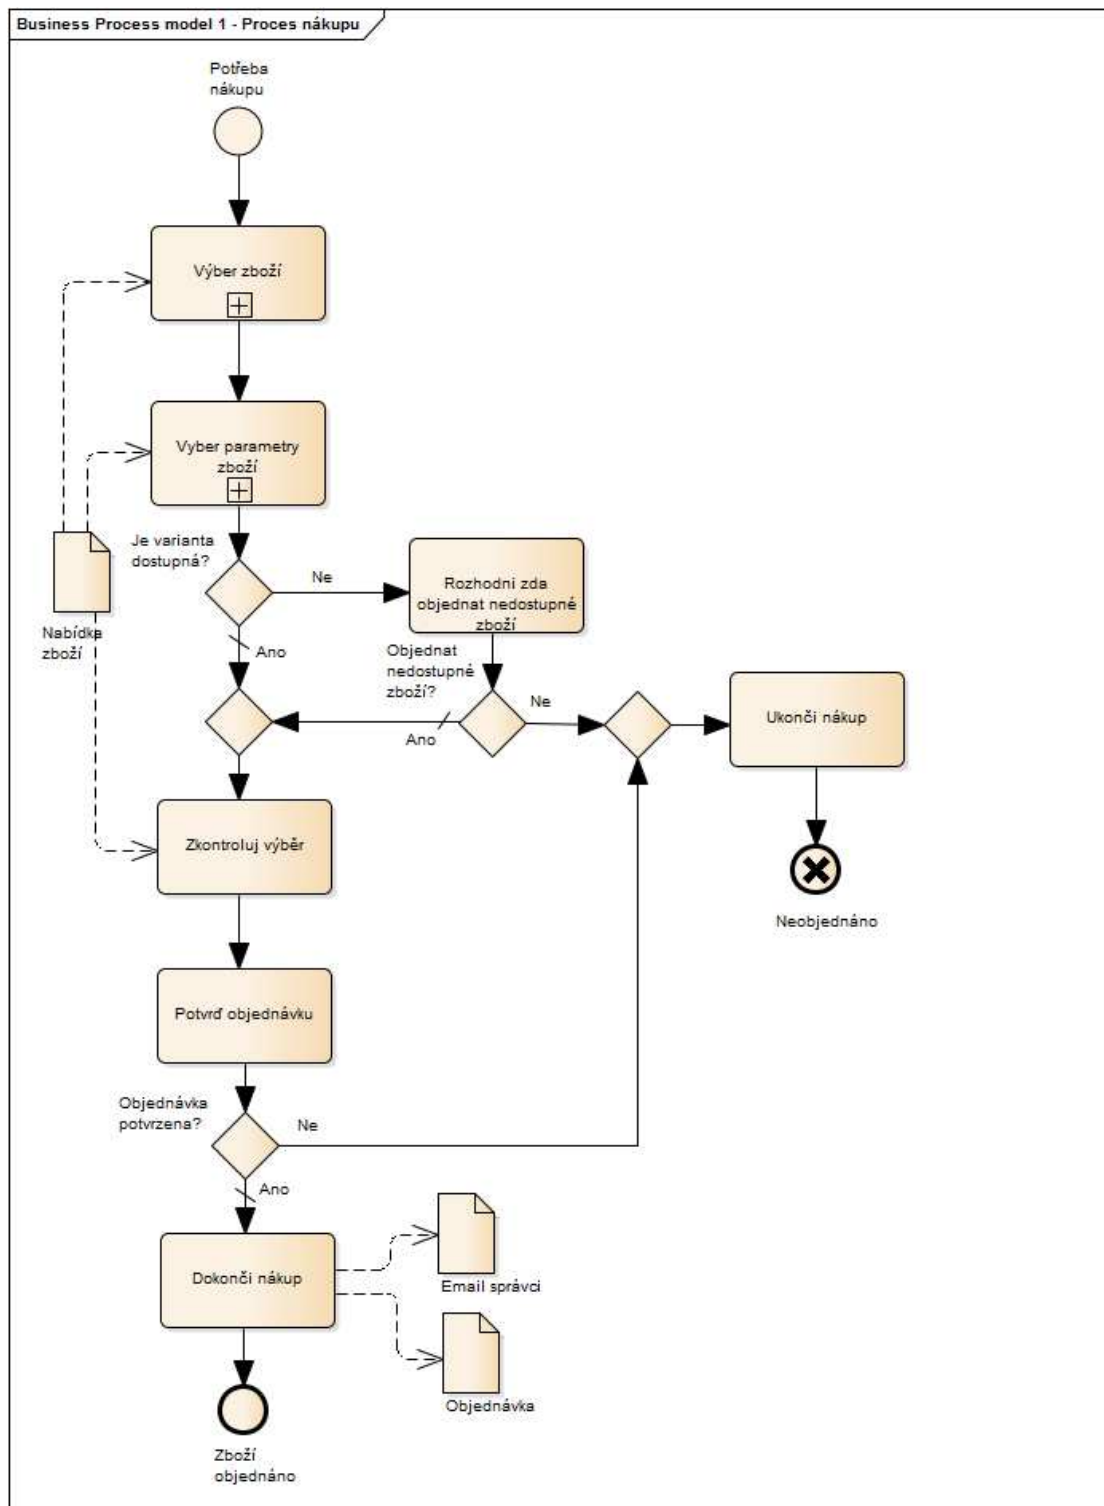 Business Process model 1 - Proces nákupu
Potřeba
nákupu
Výber zboží
Vyber parametry
zboží
Je varianta
dostupná?
Ne
Rozhodni zda
objednat nedostupné
zboží
Nabídka
zboží
Ano
Objednat
nedostupné
zboží?
Ne
Ano
Ukonči nákup
Zkontroluj výběr
Neobjednáno
Potvrď objednávku
Objednávka
potvrzena?
Ne
Ano
Dokonči nákup
Email správci
Objednávka
Zboží
objednáno